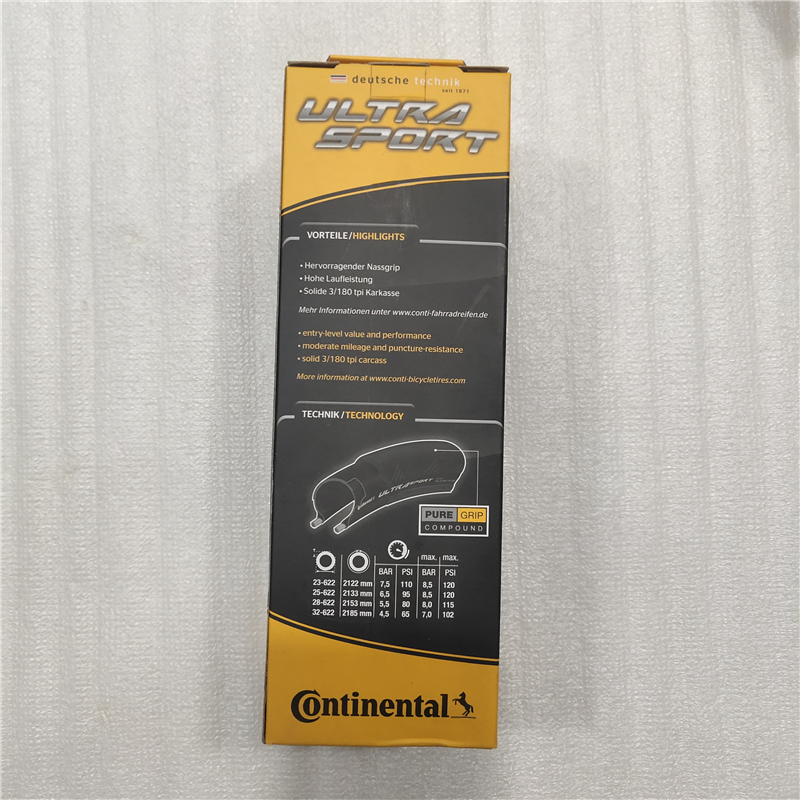 deutsche technik
seit 1871
ULTRA
SPORT
VORTEILE/HIGHLIGHTS
• Hervorragender Nassgrip
• Hohe Laufleistung
• Solide 3/180 tpi Karkasse
Mehr Informationen unter www.conti-fahrradreifen.de
• entry-level value and performance
• moderate mileage and puncture-resistance
• solid 3/180 tpi carcass
More information at www.conti-bicycletires.com
TECHNIK/TECHNOLOGY
ULTRASPORT
PURE GRIP
COMPOUND
max. max.
BAR PSI BAR PSI
23-622 2122 mm 7,5 110 8,5 120
25-622 2133 mm 6,5 95 8,5 120
28-622 2153 mm 5,5 80 8,0 115
32-622 2185 mm 4,5 65 7,0 102
Continental